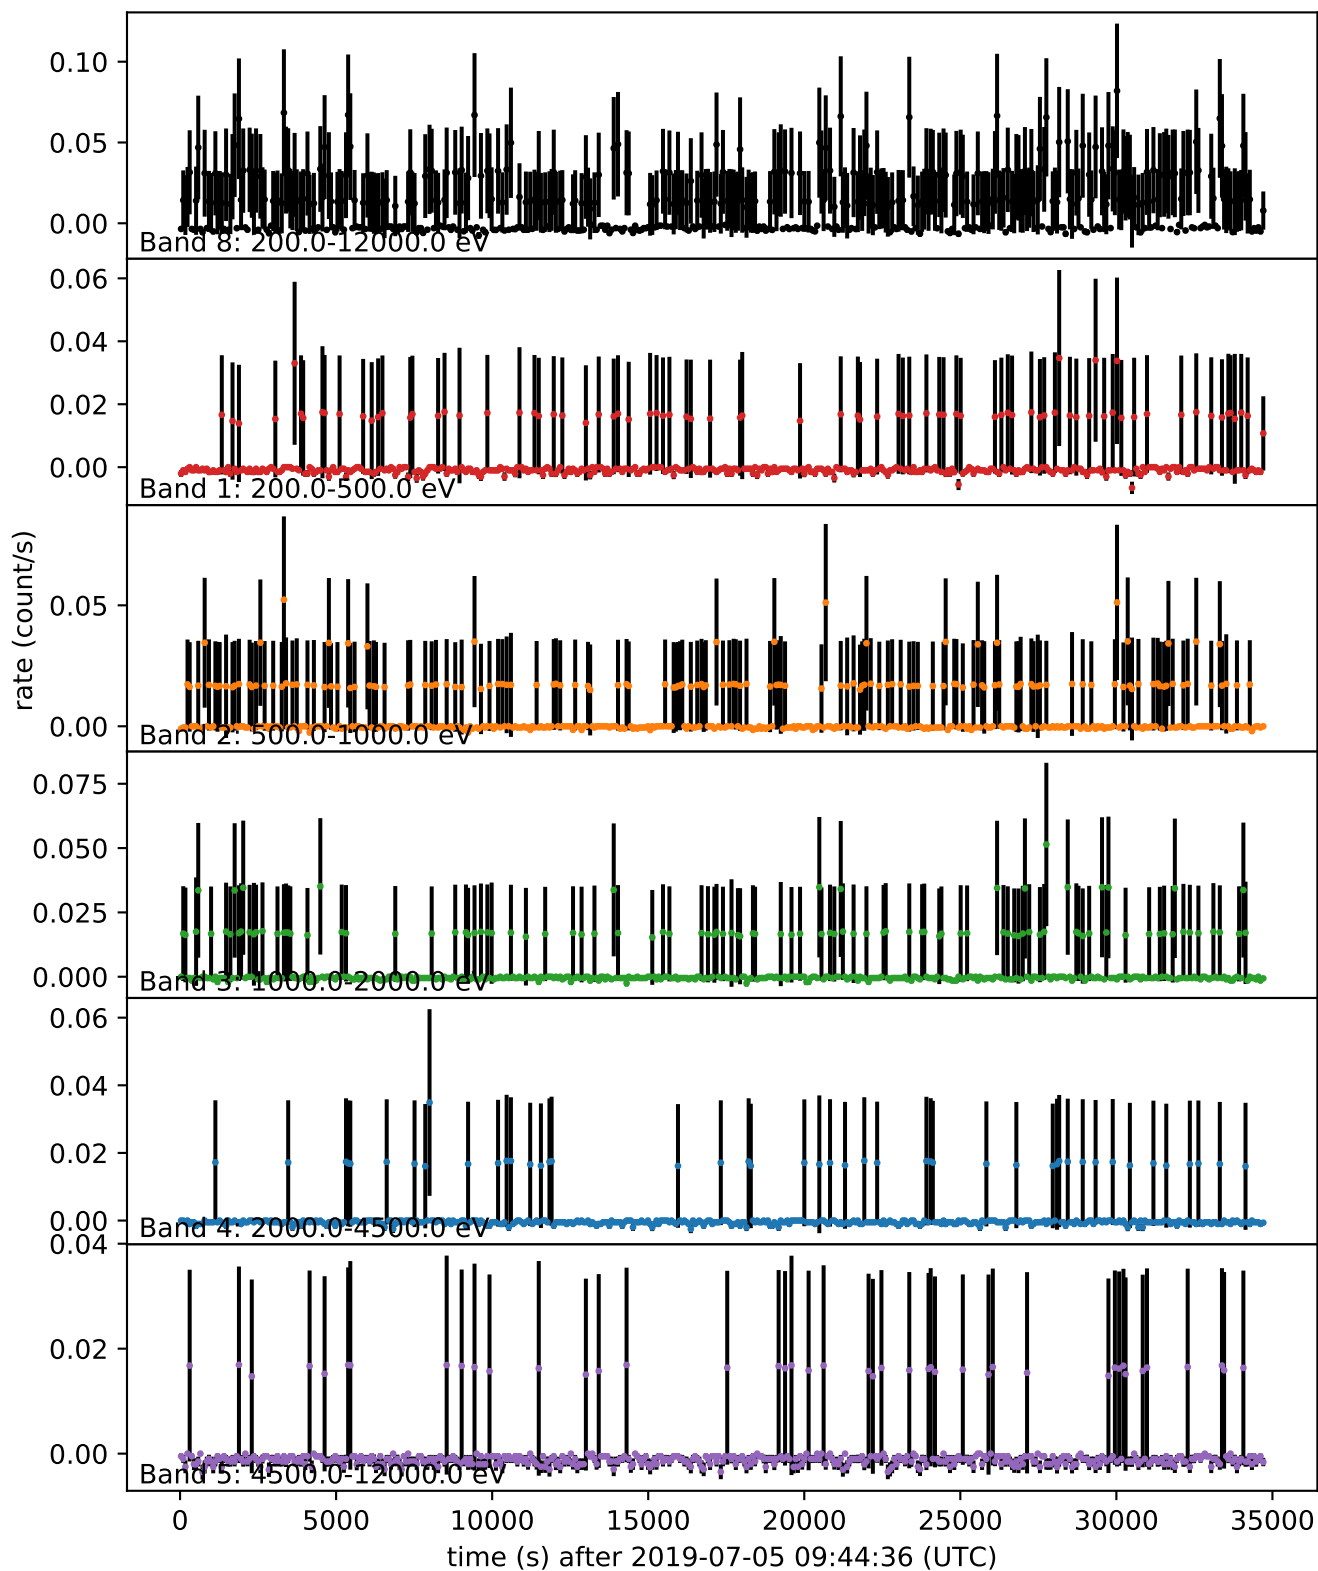 0.10
0.05
0.00
Band 8: 200.0-12000.0 eV
0.06
0.04
0.02
0.00
Band 1: 200.0-500.0 eV
rate (count/s)
0.05
0.00
Band 2: 500.0-1000.0 eV
0.075
0.050
0.025
0.000
Band 3: 1000.0-2000.0 eV
0.06
0.04
0.02
0.00
Band 4: 2000.0-4500.0 eV
0.04
0.02
0.00
Band 5: 4500.0-12000.0 eV
0 5000 10000 15000 20000 25000 30000 35000
time (s) after 2019-07-05 09:44:36 (UTC)